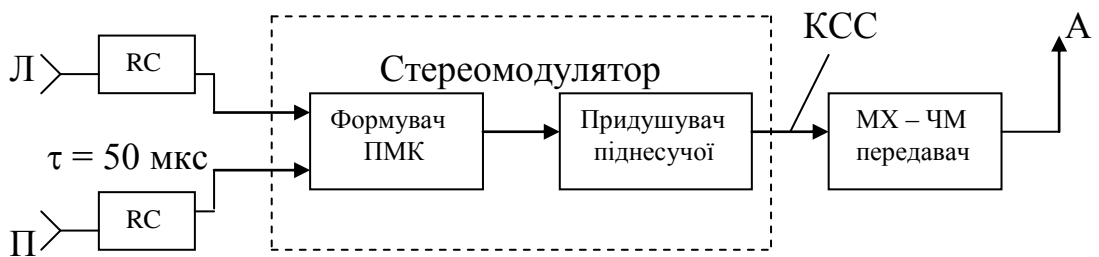 КСС
А
Л
RC
Стереомодулятор
Формувач
ПМК
Придушувач
піднесучої
МХ – ЧМ
передавач
τ = 50 мкс
П
RC